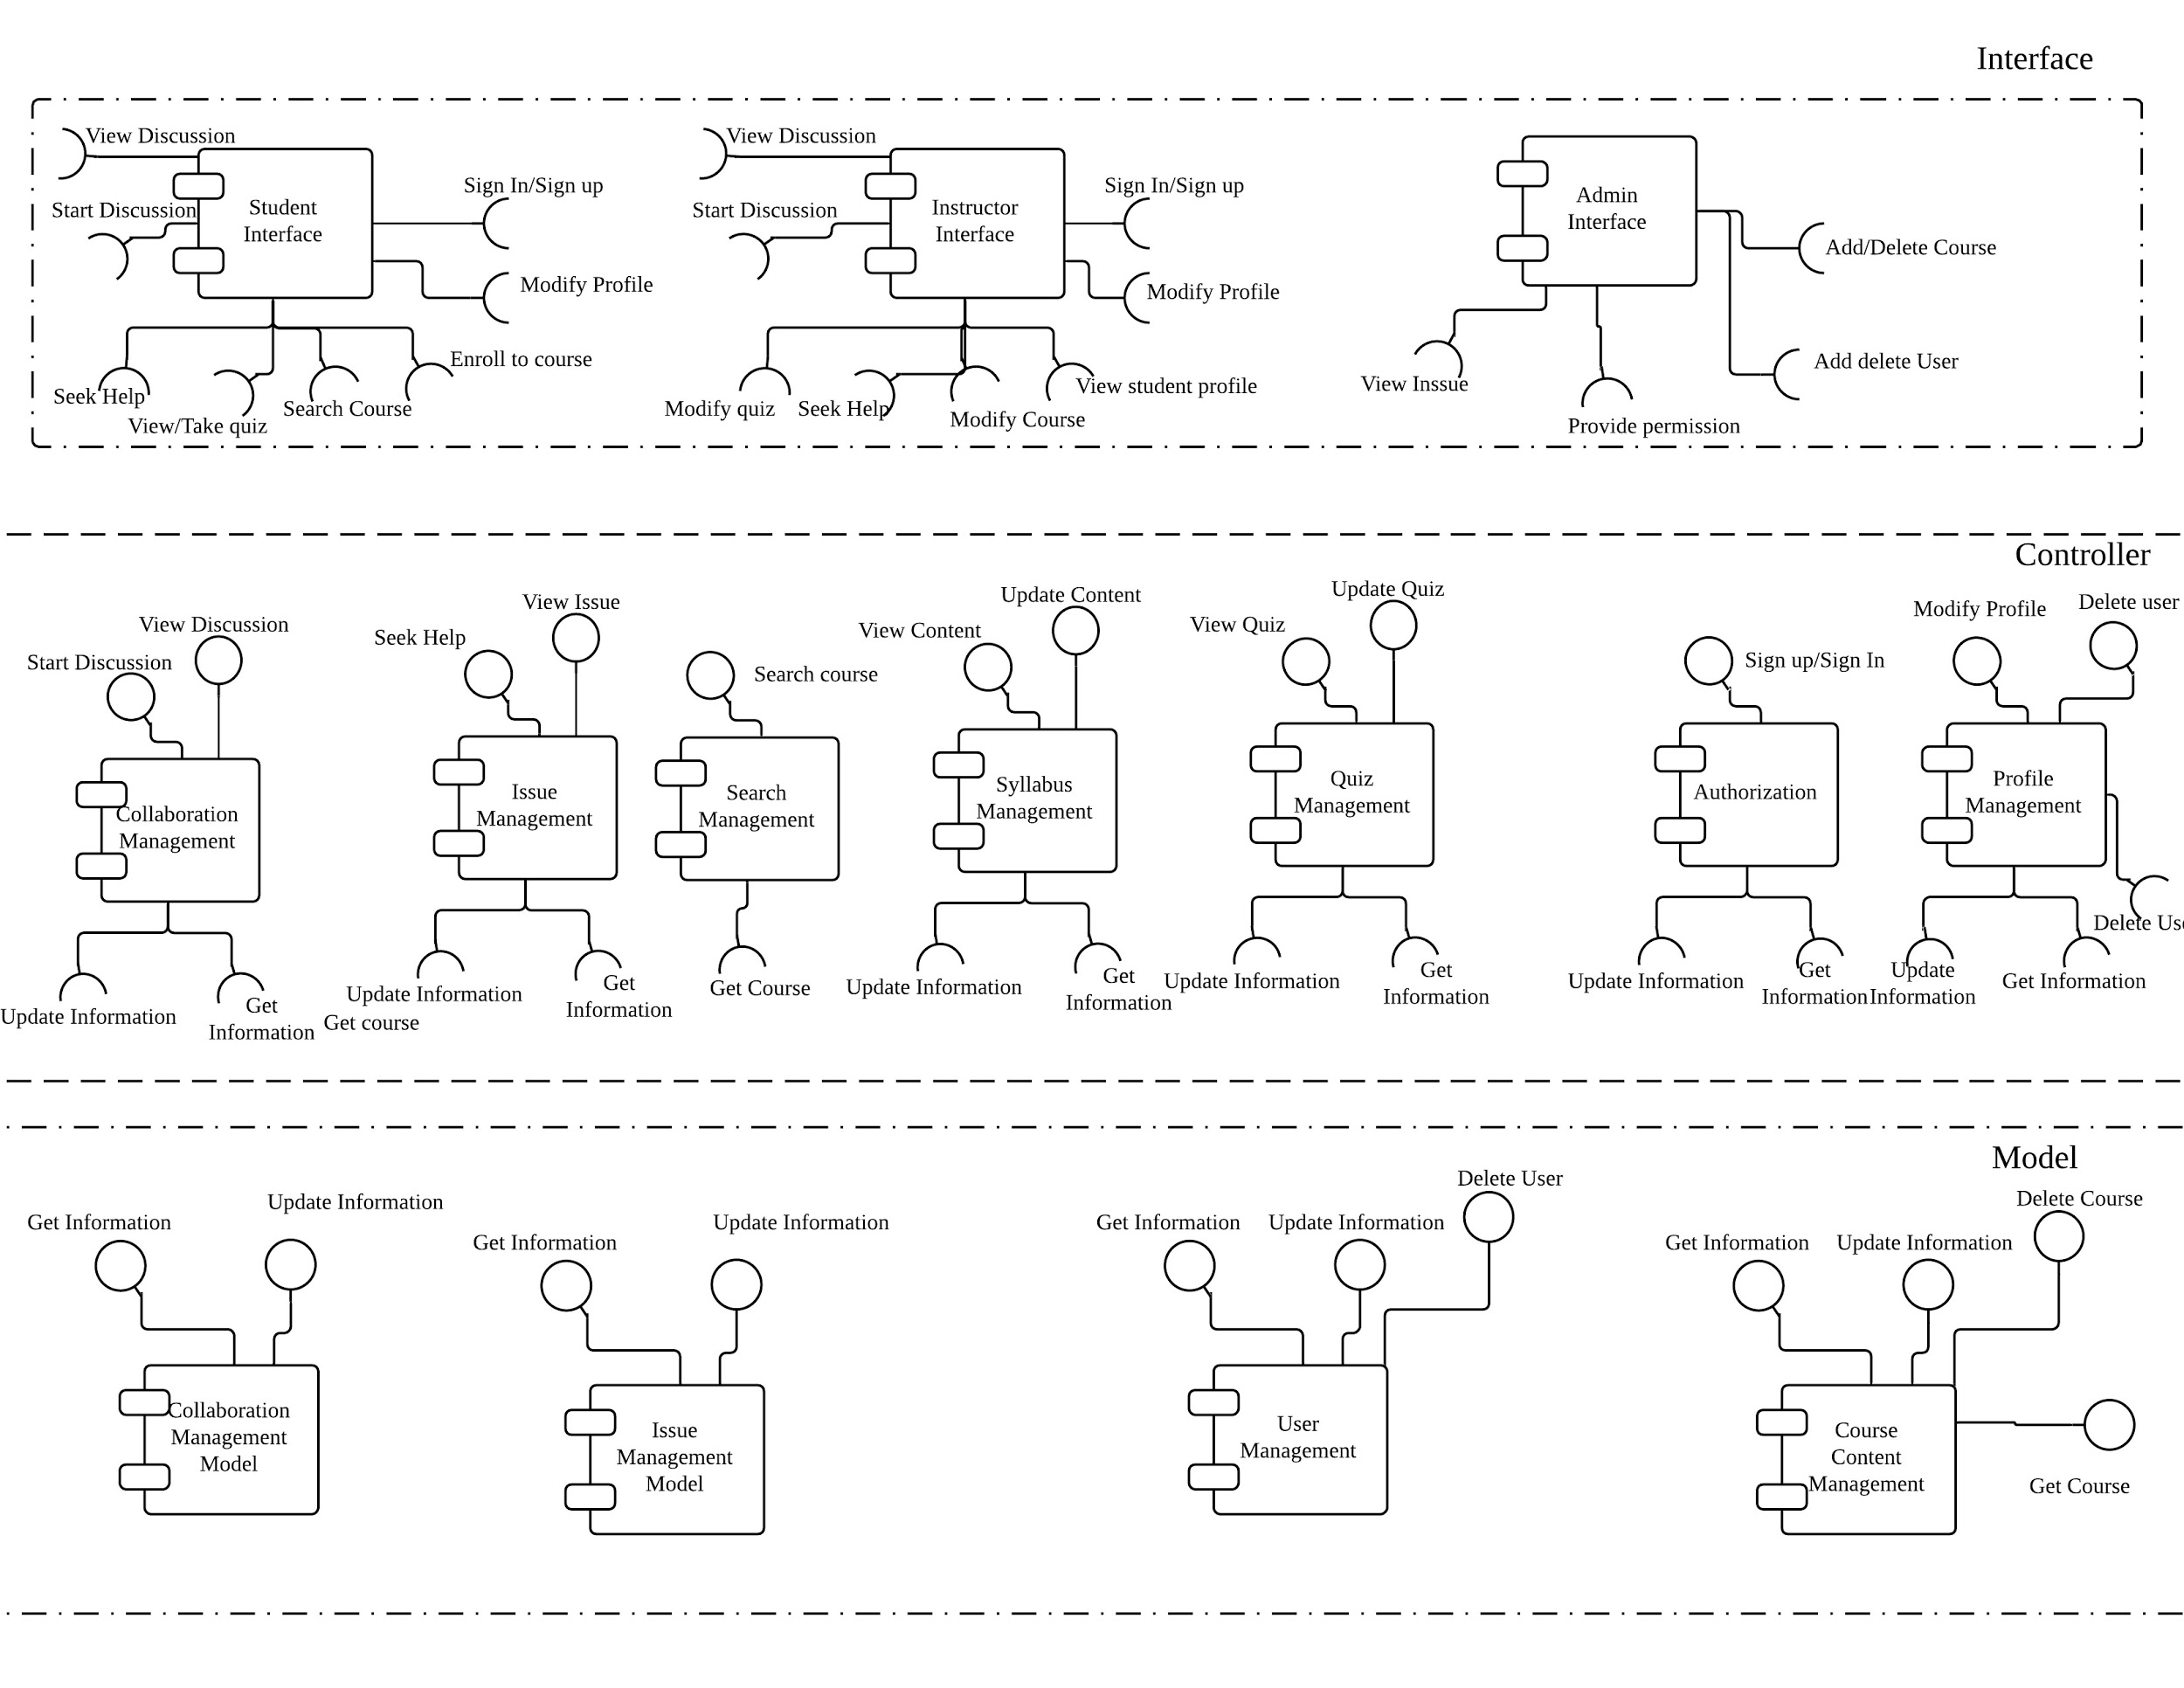 Interface
View Discussion
Start Discussion
Student
Interface
Sign In/Sign up
Modify Profile
Seek Help
View/Take quiz
Search Course
Enroll to course
View Discussion
Start Discussion
Instructor
Interface
Sign In/Sign up
Modify Profile
Modify quiz
Seek Help
Modify Course
View student profile
Admin
Interface
Add/Delete Course
Add delete User
View Inssue
Provide permission
Controller
View Discussion
Start Discussion
Collaboration
Management
Update Information
Get
Information
View Issue
Seek Help
Issue
Management
Update Information
Get course
Get
Information
Search course
Search
Management
Get Course
Update Content
View Content
Syllabus
Management
Update Information
Get
Information
Update Quiz
View Quiz
Quiz
Management
Update Information
Get
Information
Sign up/Sign In
Authorization
Update Information
Get
Information
Modify Profile
Delete user
Profile
Management
Delete Use
Update
Information
Get Information
Model
Get Information
Update Information
Collaboration
Management
Model
Get Information
Update Information
Issue
Management
Model
Get Information
Update Information
Delete User
User
Management
Get Information
Update Information
Delete Course
Course
Content
Management
Get Course